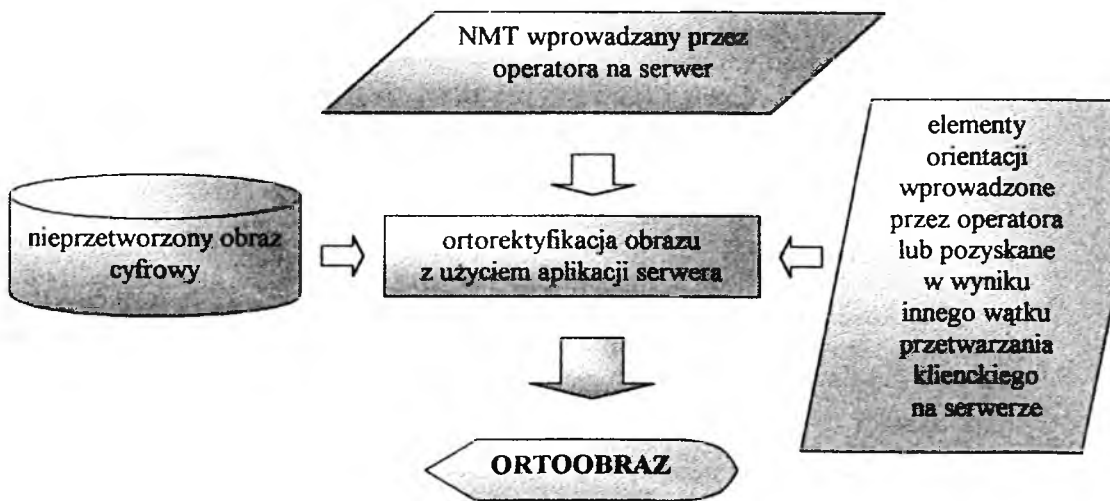 NMT wprowadzany przez
operatora na serwer
nieprzetworzony obraz
cyfrowy
ortorektyfikacja obrazu
z użyciem aplikacji serwera
elementy
orientacji
wprowadzone
przez operatora
lub pozyskane
w wyniku
innego wątku
przetwarzania
klienckiego
na serwerze
ORTOOBRAZ